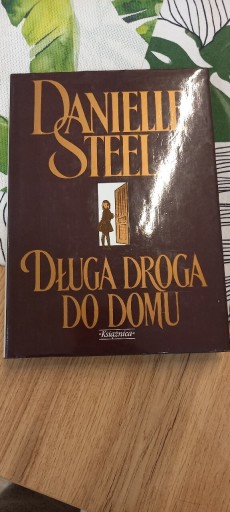 DANIELLE
STEEL
DŁUGA DROGA
DO DOMU
"Książnica"